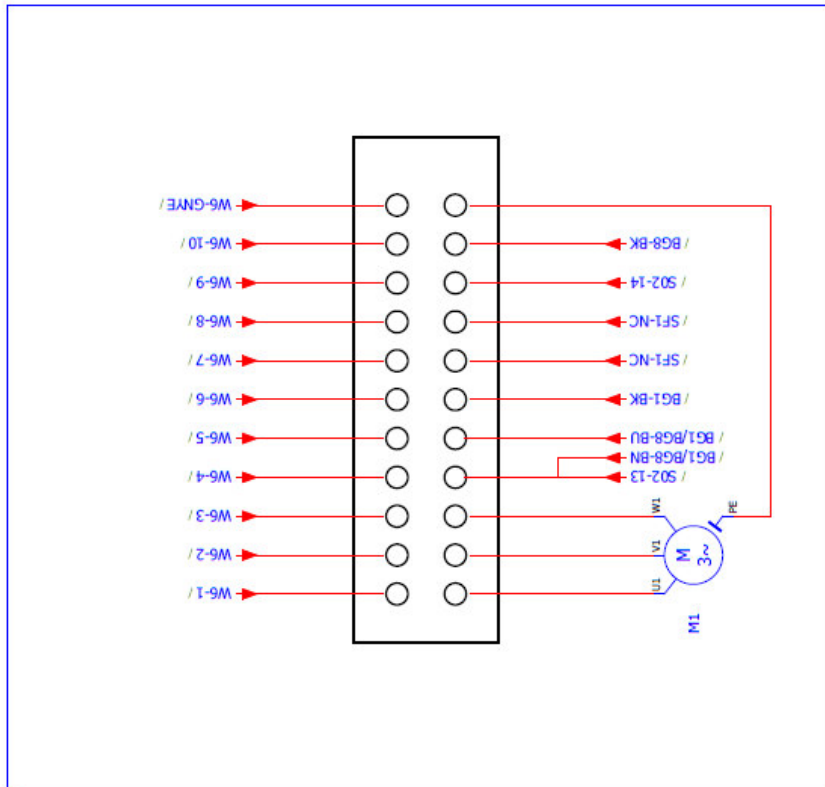 W6-GNYE /
W6-10 /
BG8-BK /
W6-9 /
S02-14 /
W6-8 /
SF1-NC /
W6-7 /
SF1-NC /
W6-6 /
BG1-BK /
W6-5 /
BG1/BG8-BU /
BG1/BG8-BN /
W6-4 /
S02-13 /
W6-3 /
W1
PE
W6-2 /
V1
M
3~
W6-1 /
U1
M1